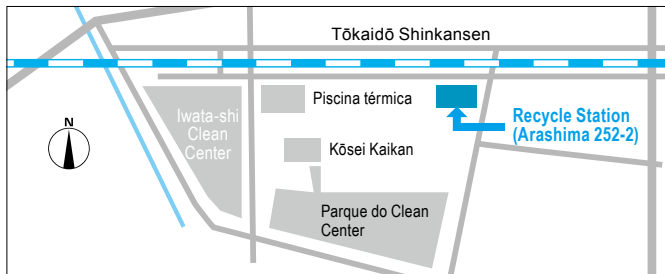 Tōkaidō Shinkansen
Piscina térmica
Iwata-shi
Clean
Center
Recycle Station
(Arashima 252-2)
N
Kōsei Kaikan
Parque do Clean
Center